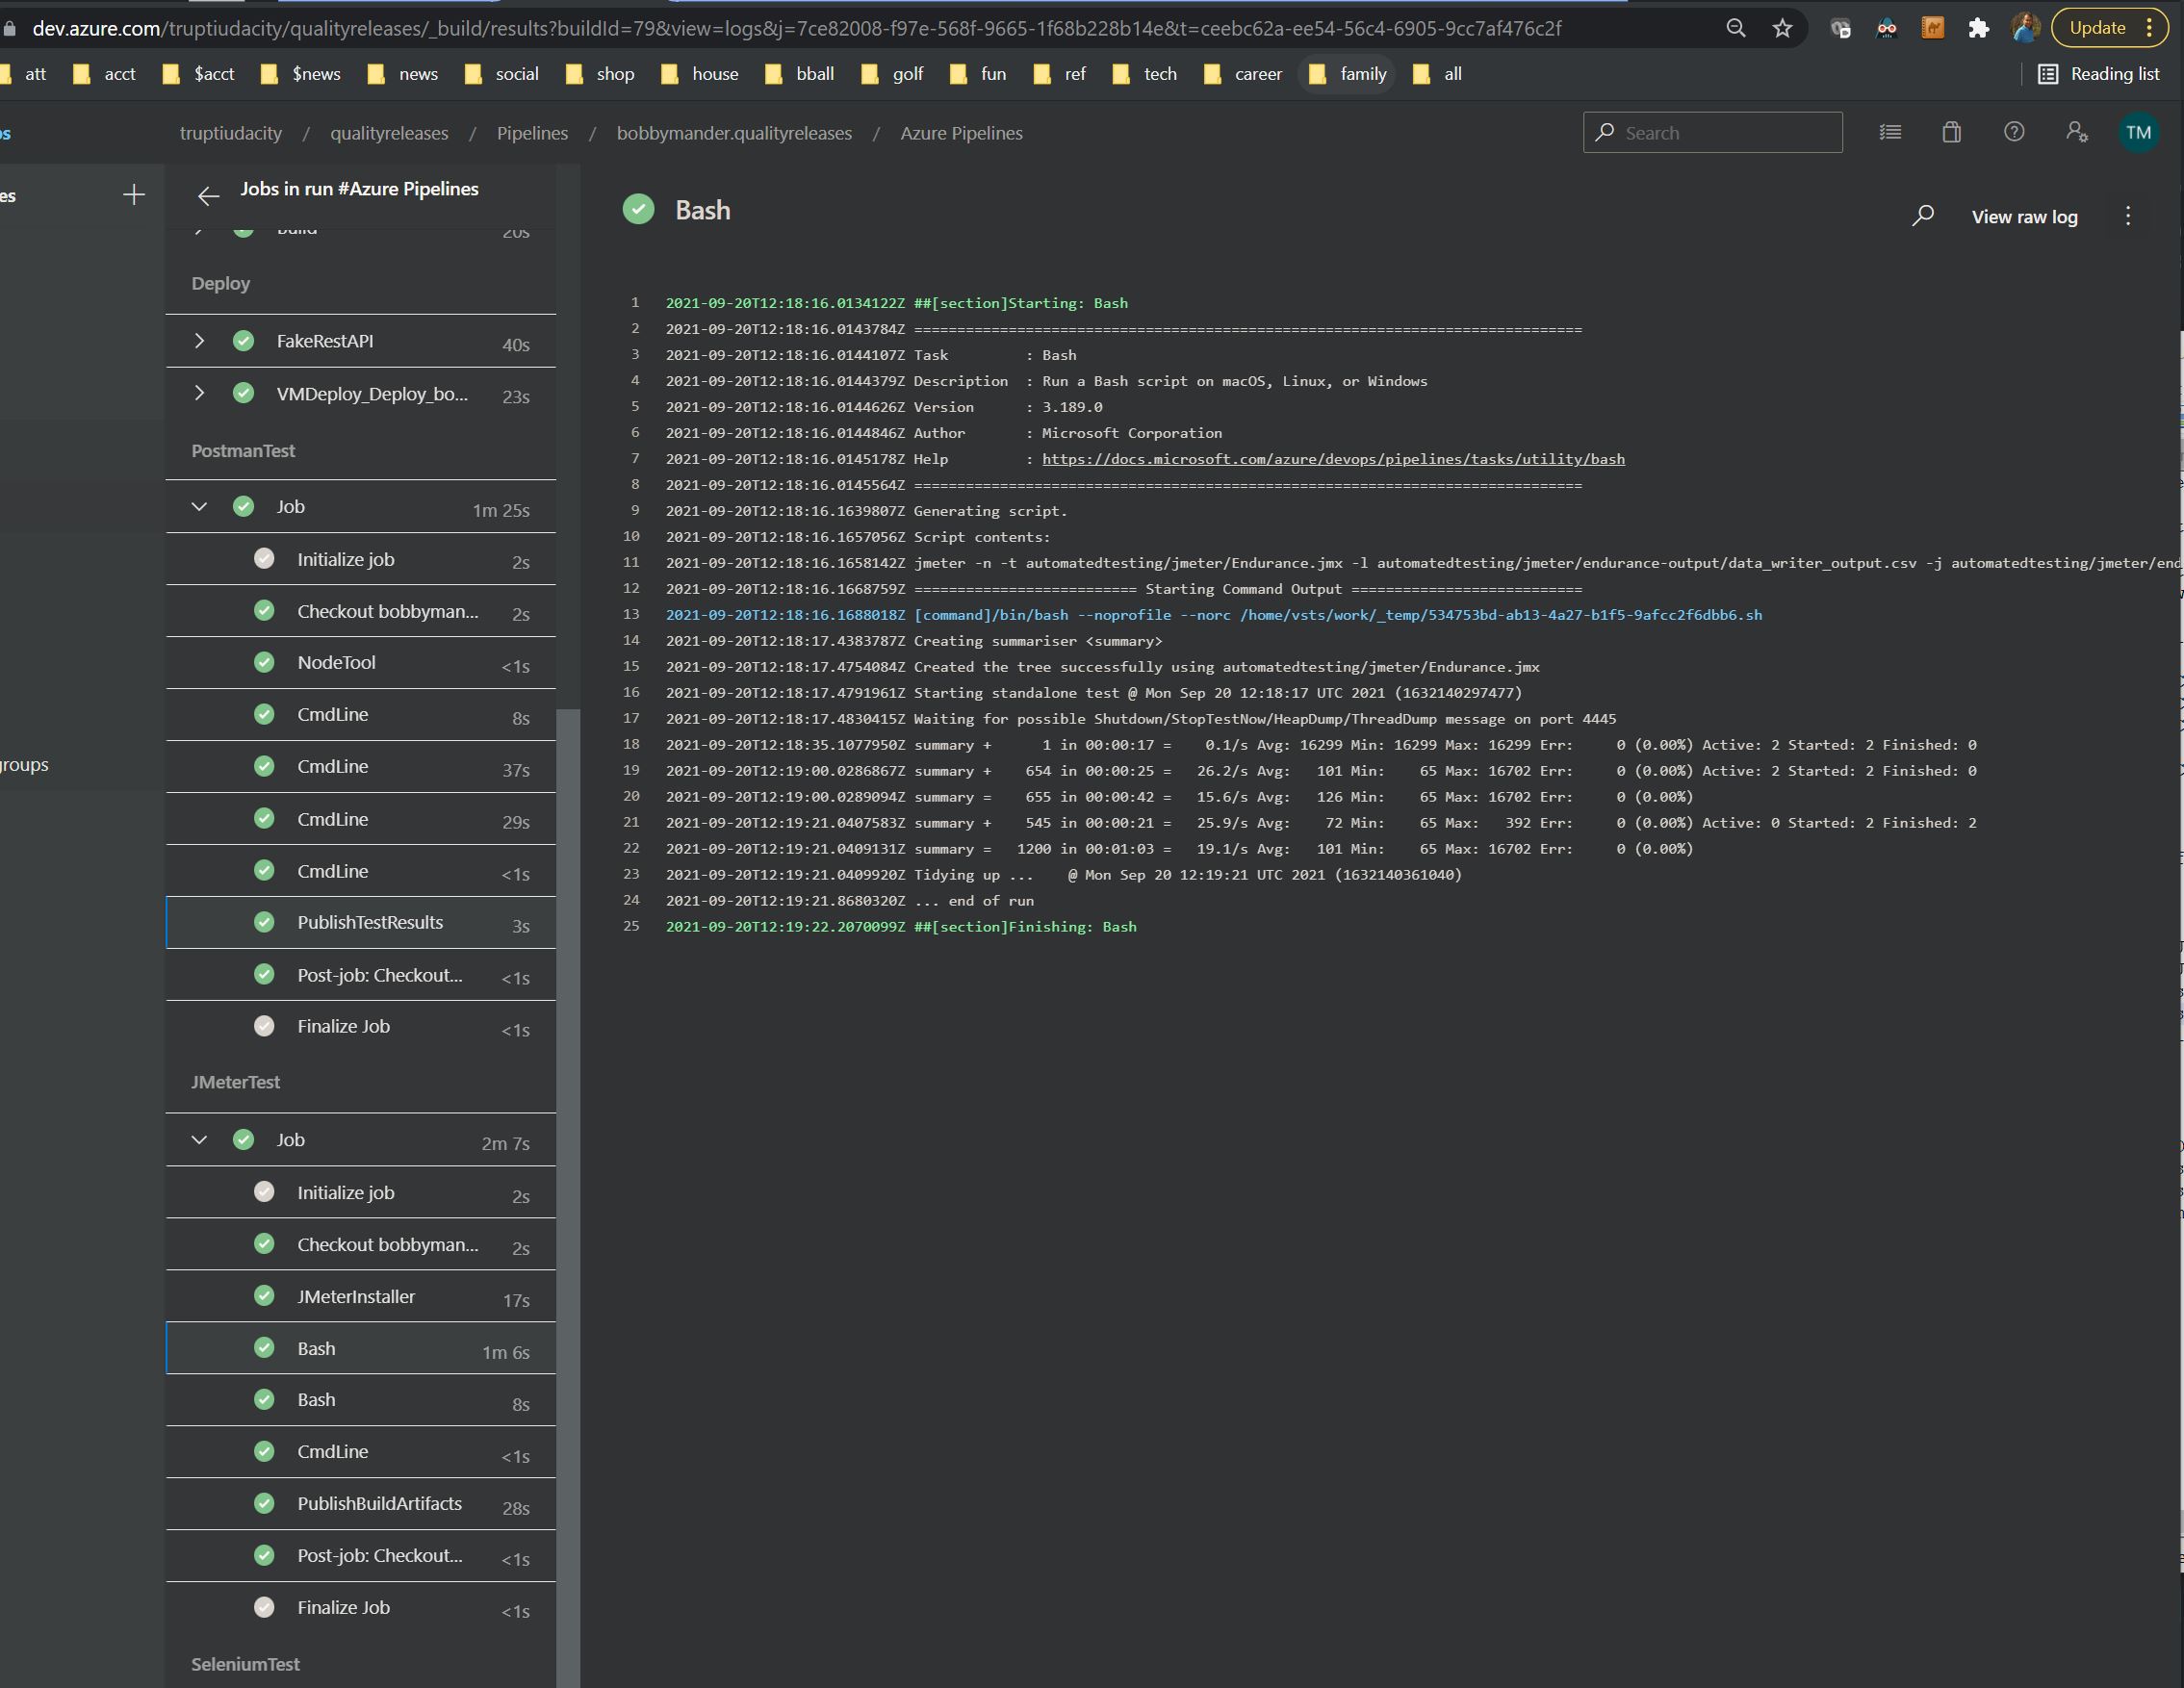 dev.azure.com/truptiudacity/qualityreleases/_build/results?buildId=79&view=logs&j=7ce82008-f97e-568f-9665-1f68b228b14e&t=ceebc62a-ee54-56c4-6905-9cc7af476c2f
Update
att acct $acct $news news social shop house bball golf fun ref tech career family all Reading list
truptiudacity / qualityreleases / Pipelines / bobbymander.qualityreleases / Azure Pipelines
Search
TM
es
groups
Jobs in run #Azure Pipelines
Build 20s
Deploy
FakeRestAPI 40s
VMDeploy_Deploy_bo... 23s
PostmanTest
Job 1m 25s
Initialize job 2s
Checkout bobbyman... 2s
NodeTool <1s
CmdLine 8s
CmdLine 37s
CmdLine 29s
CmdLine <1s
PublishTestResults 3s
Post-job: Checkout... <1s
Finalize Job <1s
JMeterTest
Job 2m 7s
Initialize job 2s
Checkout bobbyman... 2s
JMeterInstaller 17s
Bash 1m 6s
Bash 8s
CmdLine <1s
PublishBuildArtifacts 28s
Post-job: Checkout... <1s
Finalize Job <1s
SeleniumTest
Bash
View raw log
1 2021-09-20T12:18:16.0134122Z ##[section]Starting: Bash
2 2021-09-20T12:18:16.0143784Z ==============================================================================
3 2021-09-20T12:18:16.0144107Z Task         : Bash
4 2021-09-20T12:18:16.0144379Z Description  : Run a Bash script on macOS, Linux, or Windows
5 2021-09-20T12:18:16.0144626Z Version      : 3.189.0
6 2021-09-20T12:18:16.0144846Z Author       : Microsoft Corporation
7 2021-09-20T12:18:16.0145178Z Help         : https://docs.microsoft.com/azure/devops/pipelines/tasks/utility/bash
8 2021-09-20T12:18:16.0145564Z ==============================================================================
9 2021-09-20T12:18:16.1639807Z Generating script.
10 2021-09-20T12:18:16.1657056Z Script contents:
11 2021-09-20T12:18:16.1658142Z jmeter -n -t automatedtesting/jmeter/Endurance.jmx -l automatedtesting/jmeter/endurance-output/data_writer_output.csv -j automatedtesting/jmeter/end
12 2021-09-20T12:18:16.1668759Z ========================== Starting Command Output ===========================
13 2021-09-20T12:18:16.1688018Z [command]/bin/bash --noprofile --norc /home/vsts/work/_temp/534753bd-ab13-4a27-b1f5-9afcc2f6dbb6.sh
14 2021-09-20T12:18:17.4383787Z Creating summariser <summary>
15 2021-09-20T12:18:17.4754084Z Created the tree successfully using automatedtesting/jmeter/Endurance.jmx
16 2021-09-20T12:18:17.4791961Z Starting standalone test @ Mon Sep 20 12:18:17 UTC 2021 (1632140297477)
17 2021-09-20T12:18:17.4830415Z Waiting for possible Shutdown/StopTestNow/HeapDump/ThreadDump message on port 4445
18 2021-09-20T12:18:35.1077950Z summary +      1 in 00:00:17 =    0.1/s Avg: 16299 Min: 16299 Max: 16299 Err:     0 (0.00%) Active: 2 Started: 2 Finished: 0
19 2021-09-20T12:19:00.0286867Z summary +    654 in 00:00:25 =   26.2/s Avg:   101 Min:    65 Max: 16702 Err:     0 (0.00%) Active: 2 Started: 2 Finished: 0
20 2021-09-20T12:19:00.0289094Z summary =    655 in 00:00:42 =   15.6/s Avg:   126 Min:    65 Max: 16702 Err:     0 (0.00%)
21 2021-09-20T12:19:21.0407583Z summary +    545 in 00:00:21 =   25.9/s Avg:    72 Min:    65 Max:   392 Err:     0 (0.00%) Active: 0 Started: 2 Finished: 2
22 2021-09-20T12:19:21.0409131Z summary =   1200 in 00:01:03 =   19.1/s Avg:   101 Min:    65 Max: 16702 Err:     0 (0.00%)
23 2021-09-20T12:19:21.0409920Z Tidying up ...    @ Mon Sep 20 12:19:21 UTC 2021 (1632140361040)
24 2021-09-20T12:19:21.8680320Z ... end of run
25 2021-09-20T12:19:22.2070099Z ##[section]Finishing: Bash